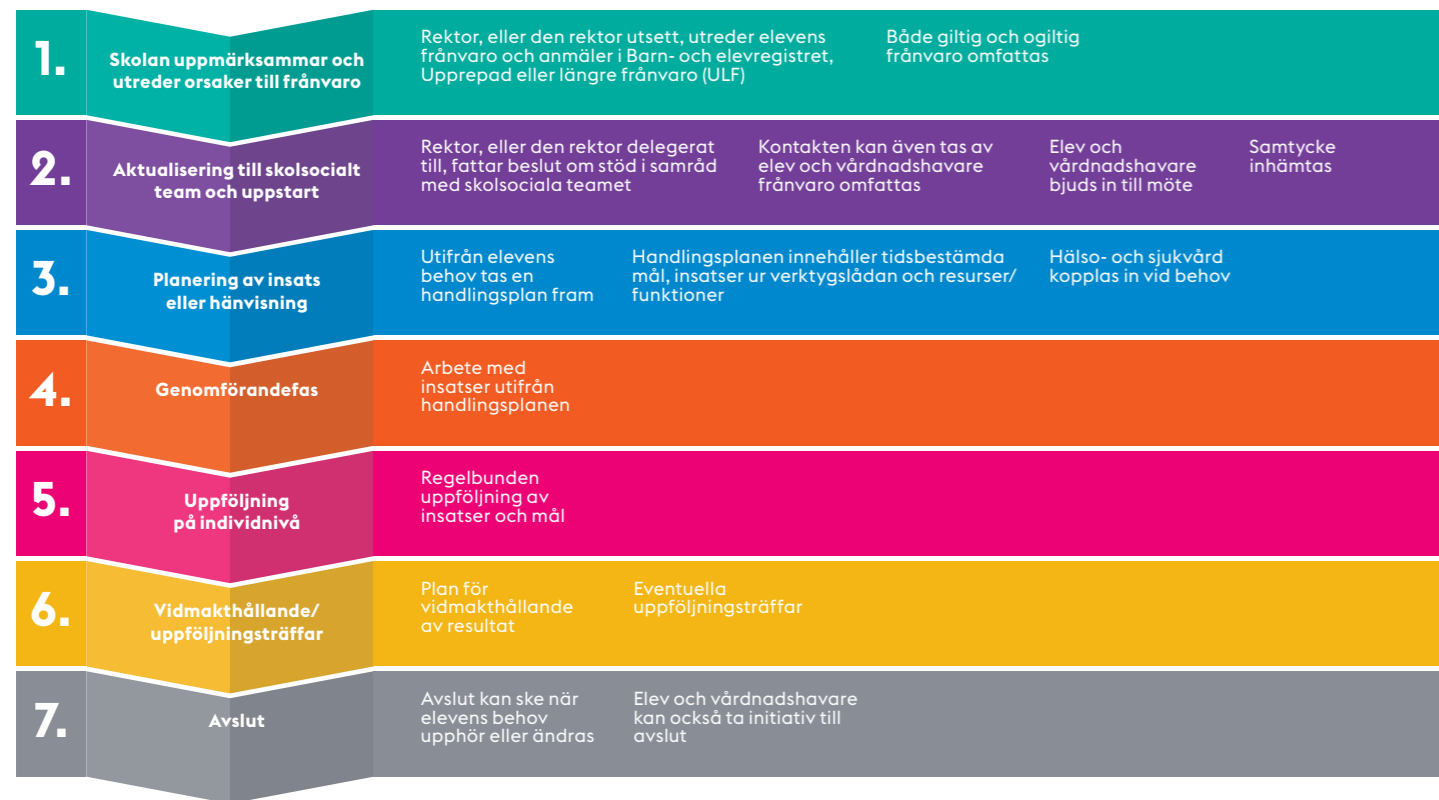 1.
Skolan uppmärksammar och
utreder orsaker till frånvaro
Rektor, eller den rektor utsett, utreder elevens
frånvaro och anmäler i Barn- och elevregistret,
Upprepad eller längre frånvaro (ULF)
Både giltig och ogiltig
frånvaro omfattas
2.
Aktualisering till skolsocialt
team och uppstart
Rektor, eller den rektor delegerat
till, fattar beslut om stöd i samråd
med skolsociala teamet
Kontakten kan även tas av
elev och vårdnadshavare
frånvaro omfattas
Elev och
vårdnadshavare
bjuds in till möte
Samtycke
inhämtas
3.
Planering av insats
eller hänvisning
Utifrån elevens
behov tas en
handlingsplan fram
Handlingsplanen innehåller tidsbestämda
mål, insatser ur verktygslådan och resurser/
funktioner
Hälso- och sjukvård
kopplas in vid behov
4.
Genomförandefas
Arbete med
insatser utifrån
handlingsplanen
5.
Uppföljning
på individnivå
Regelbunden
uppföljning av
insatser och mål
6.
Vidmakthållande/
uppföljningsträffar
Plan för
vidmakthållande
av resultat
Eventuella
uppföljningsträffar
7.
Avslut
Avslut kan ske när
elevens behov
upphör eller ändras
Elev och vårdnadshavare
kan också ta initiativ till
avslut